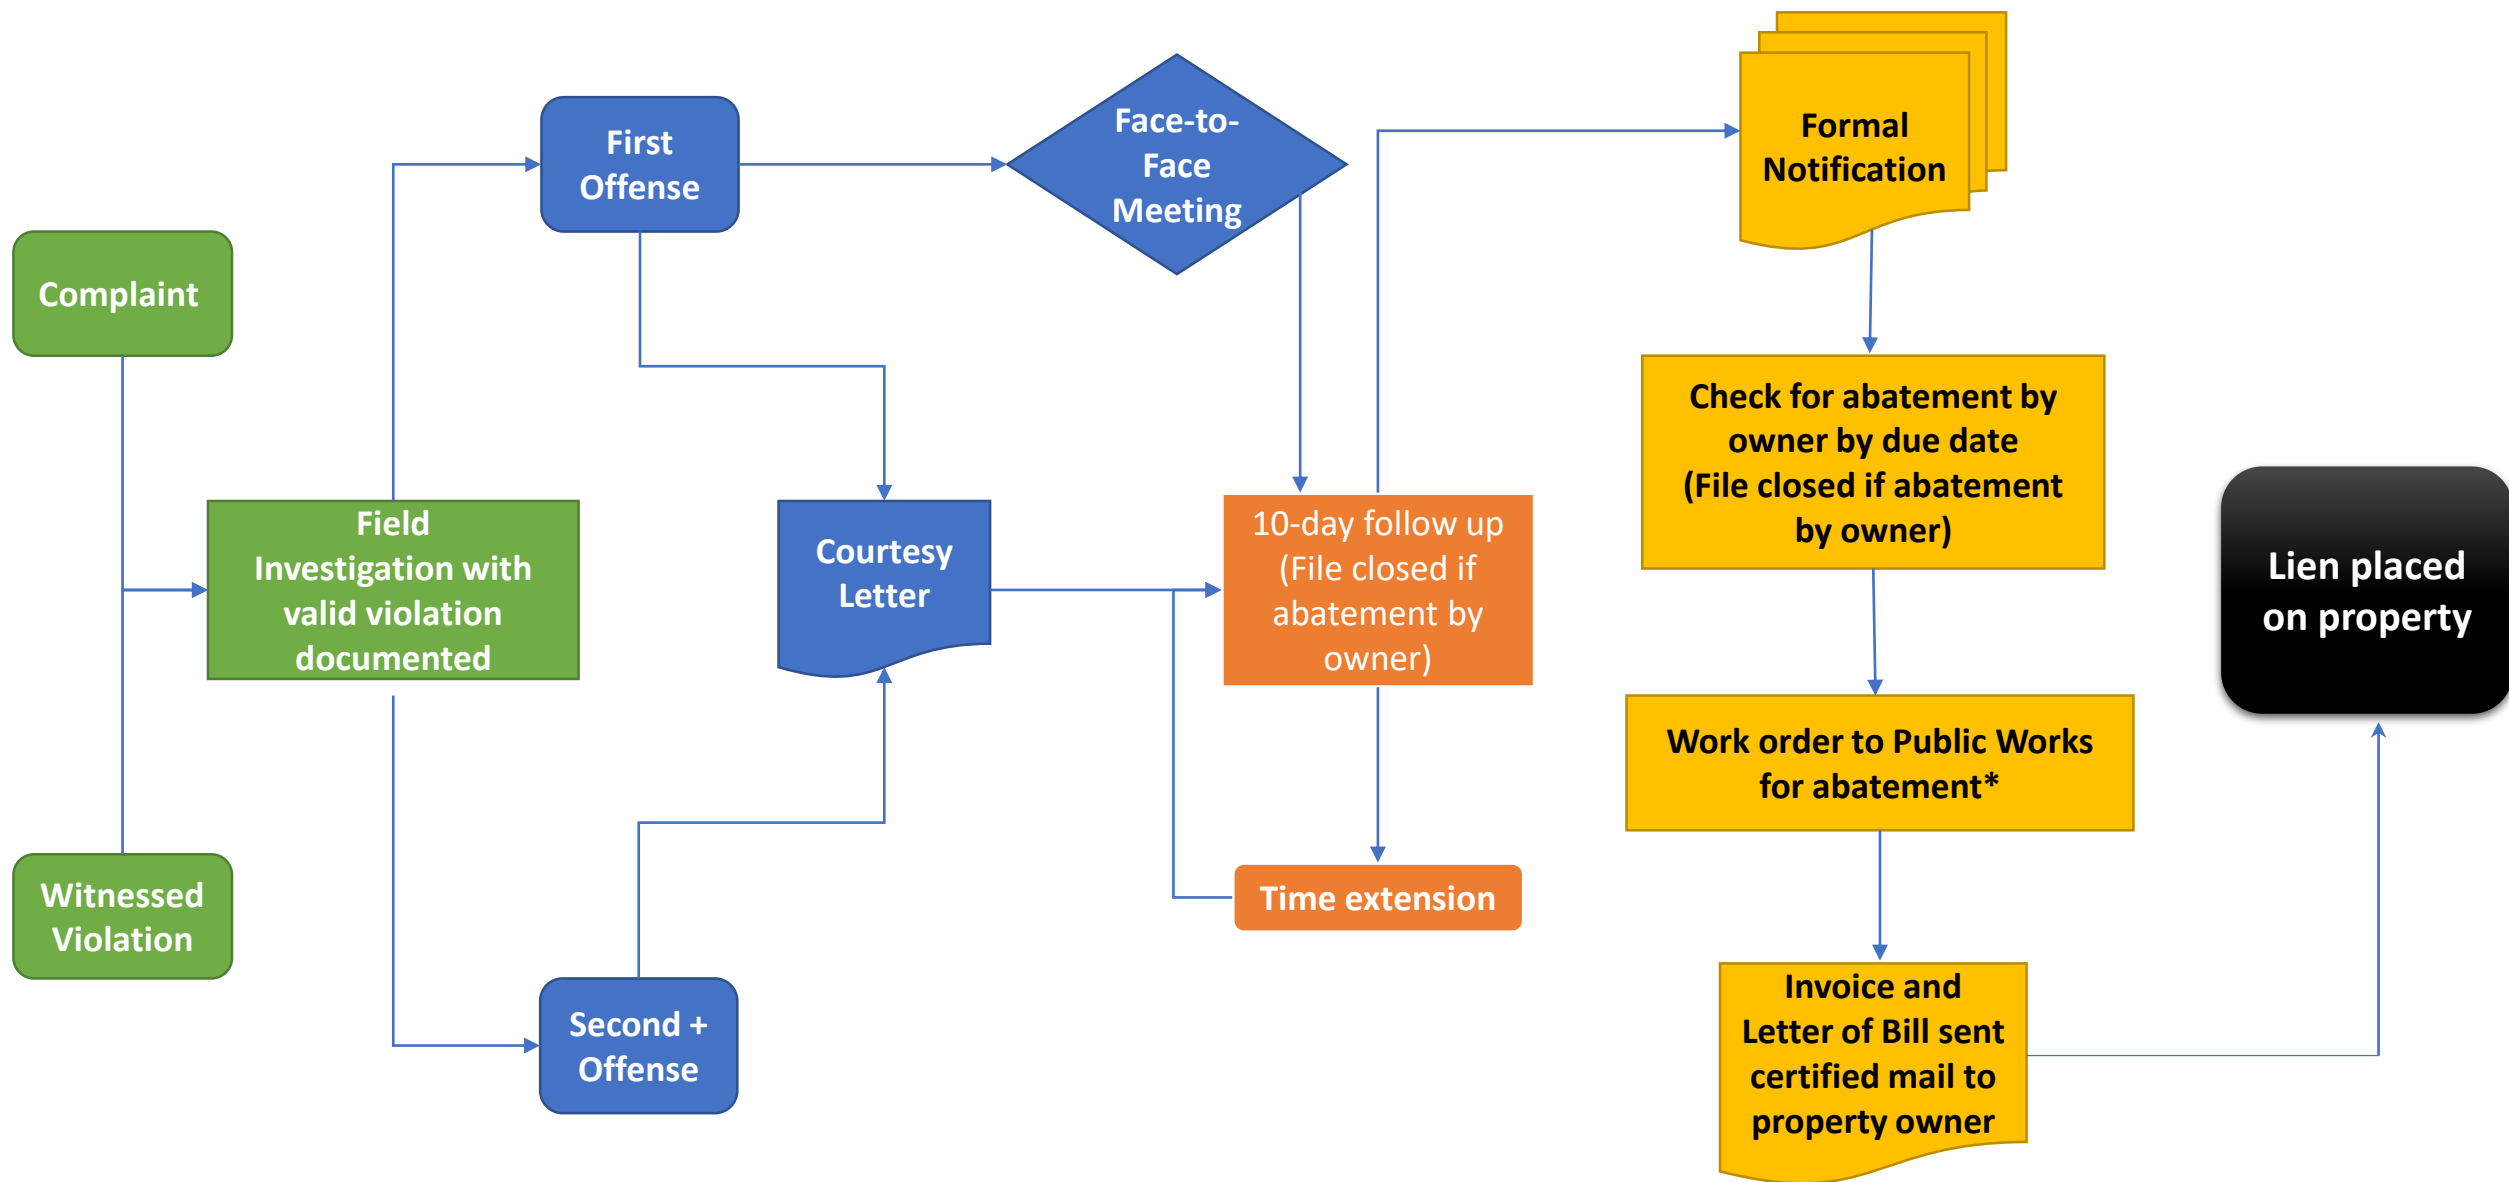 Complaint
Witnessed
Violation
Field
Investigation with
valid violation
documented
First
Offense
Second +
Offense
Face-to-
Face
Meeting
Courtesy
Letter
10-day follow up
(File closed if
abatement by
owner)
Time extension
Formal
Notification
Check for abatement by
owner by due date
(File closed if abatement
by owner)
Work order to Public Works
for abatement*
Invoice and
Letter of Bill sent
certified mail to
property owner
Lien placed
on property